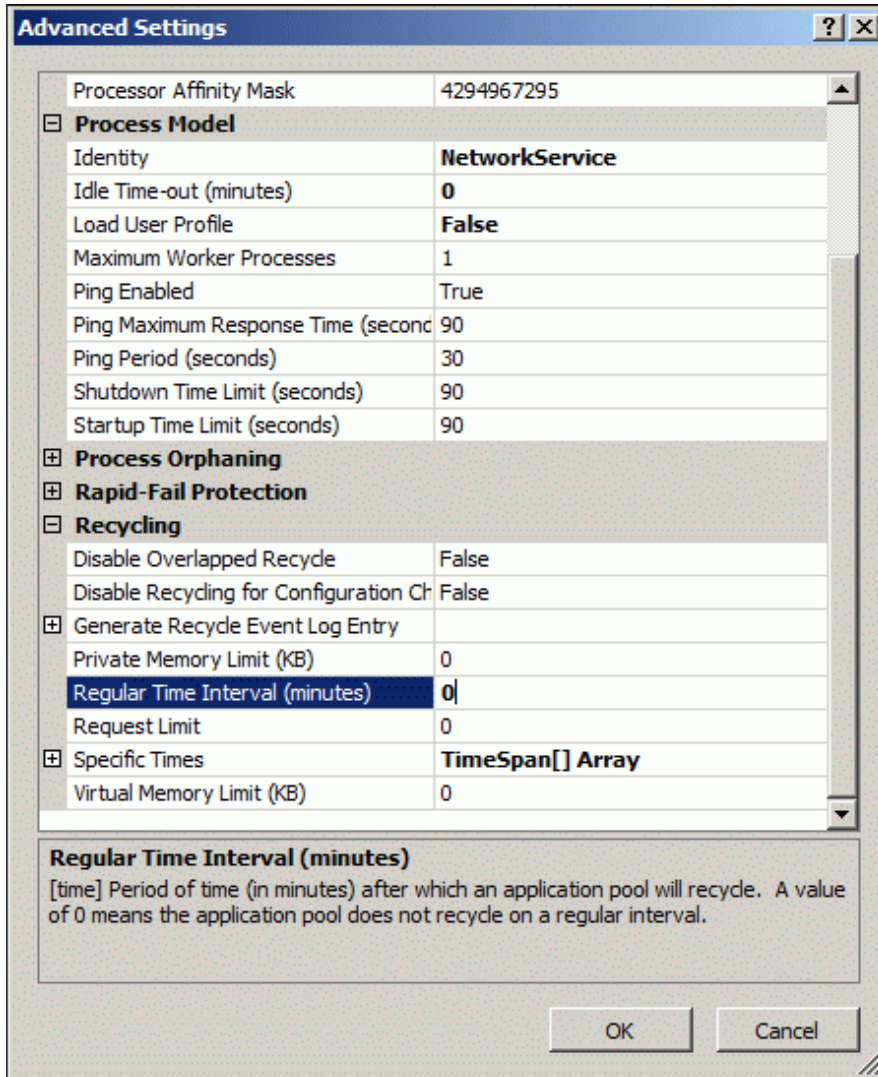 Advanced Settings
Processor Affinity Mask 4294967295
Process Model
Identity NetworkService
Idle Time-out (minutes) 0
Load User Profile False
Maximum Worker Processes 1
Ping Enabled True
Ping Maximum Response Time (second 90
Ping Period (seconds) 30
Shutdown Time Limit (seconds) 90
Startup Time Limit (seconds) 90
Process Orphaning
Rapid-Fail Protection
Recycling
Disable Overlapped Recycle False
Disable Recycling for Configuration Ch False
Generate Recycle Event Log Entry
Private Memory Limit (KB) 0
Regular Time Interval (minutes) 0
Request Limit 0
Specific Times TimeSpan[] Array
Virtual Memory Limit (KB) 0
Regular Time Interval (minutes)
[time] Period of time (in minutes) after which an application pool will recycle. A value
of 0 means the application pool does not recycle on a regular interval.
OK Cancel